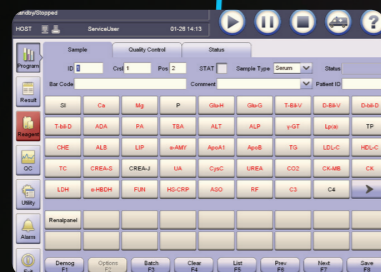 Standby/Stopped
HOST ServiceUser 01-28 14:13
Sample Quality Control Status
Program ID Crsl 1 Pos 2 STAT Sample Type Serum Status
Bar Code Comment Patient ID
Result SI Ca Mg P Glu-H Glu-G T-Bil-V D-Bil-V D-bil-D
Reagent T-bil-D ADA PA TBA ALT ALP γ-GT Lp(a) TP
QC CHE ALB LIP α-AMY ApoA1 ApoB TG LDL-C HDL-C
TC CREA-S CREA-J UA CysC UREA CO2 CK-MB CK
Utility LDH α-HBDH FUN HS-CRP ASO RF C3 C4
Alarm Renalpanel
Exit Demog Options Batch Clear List Prev Next Save
F1 F2 F3 F4 F5 F6 F7 F8